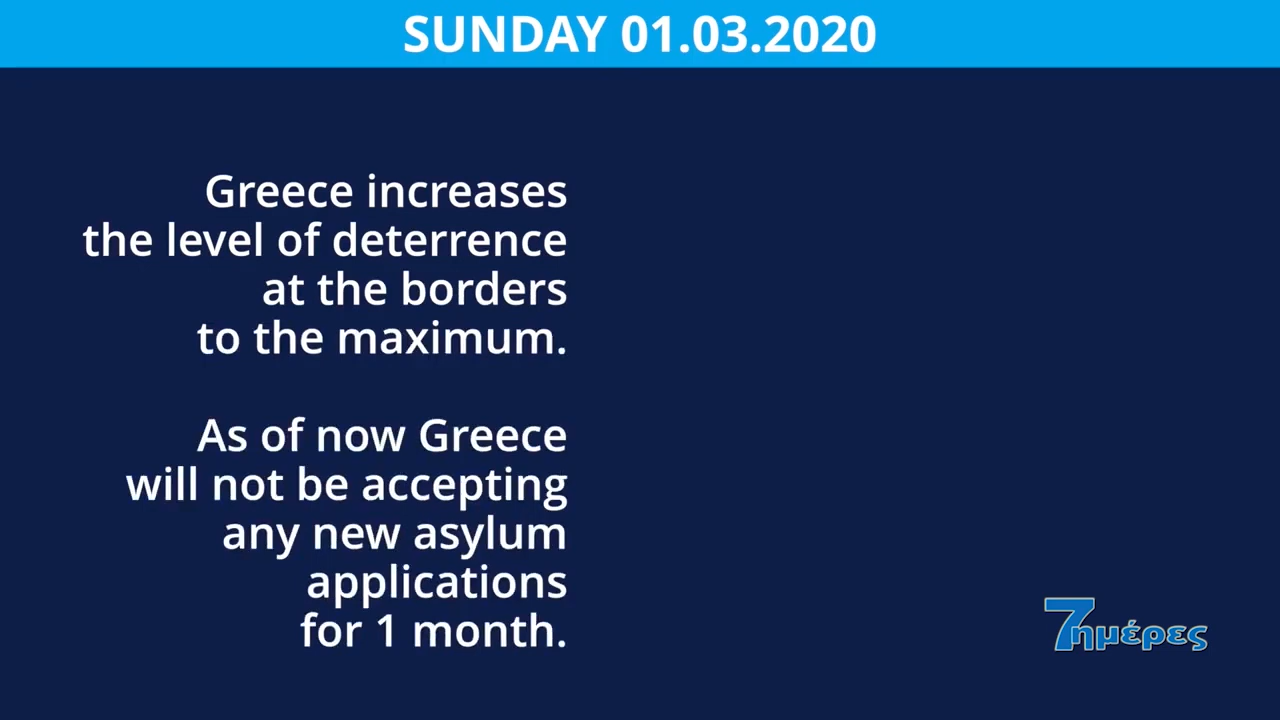 SUNDAY 01.03.2020
Greece increases
the level of deterrence
at the borders
to the maximum.
As of now Greece
will not be accepting
any new asylum
applications
for 1 month.
7ημέρες